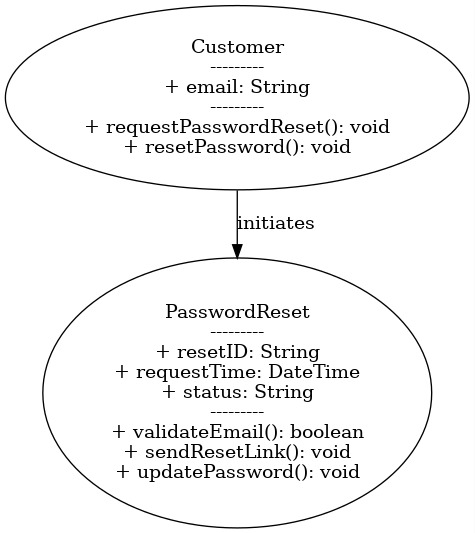 Customer
---------
+ email: String
---------
+ requestPasswordReset(): void
+ resetPassword(): void
initiates
PasswordReset
---------
+ resetID: String
+ requestTime: DateTime
+ status: String
---------
+ validateEmail(): boolean
+ sendResetLink(): void
+ updatePassword(): void